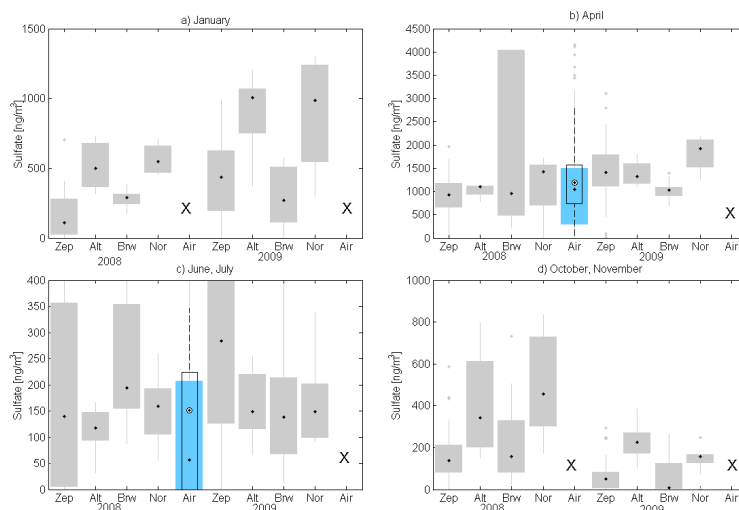 a) January
1500
1000
500
0
Sulfate [ng/m³]
X
X
Zep Alt Brw Nor Air Zep Alt Brw Nor Air
2008 2009
b) April
4500
4000
3500
3000
2500
2000
1500
1000
500
0
Sulfate [ng/m³]
X
Zep Alt Brw Nor Air Zep Alt Brw Nor Air
2008 2009
c) June, July
400
350
300
250
200
150
100
50
0
Sulfate [ng/m³]
X
Zep Alt Brw Nor Air Zep Alt Brw Nor Air
2008 2009
d) October, November
1000
800
600
400
200
0
Sulfate [ng/m³]
X
X
Zep Alt Brw Nor Air Zep Alt Brw Nor Air
2008 2009